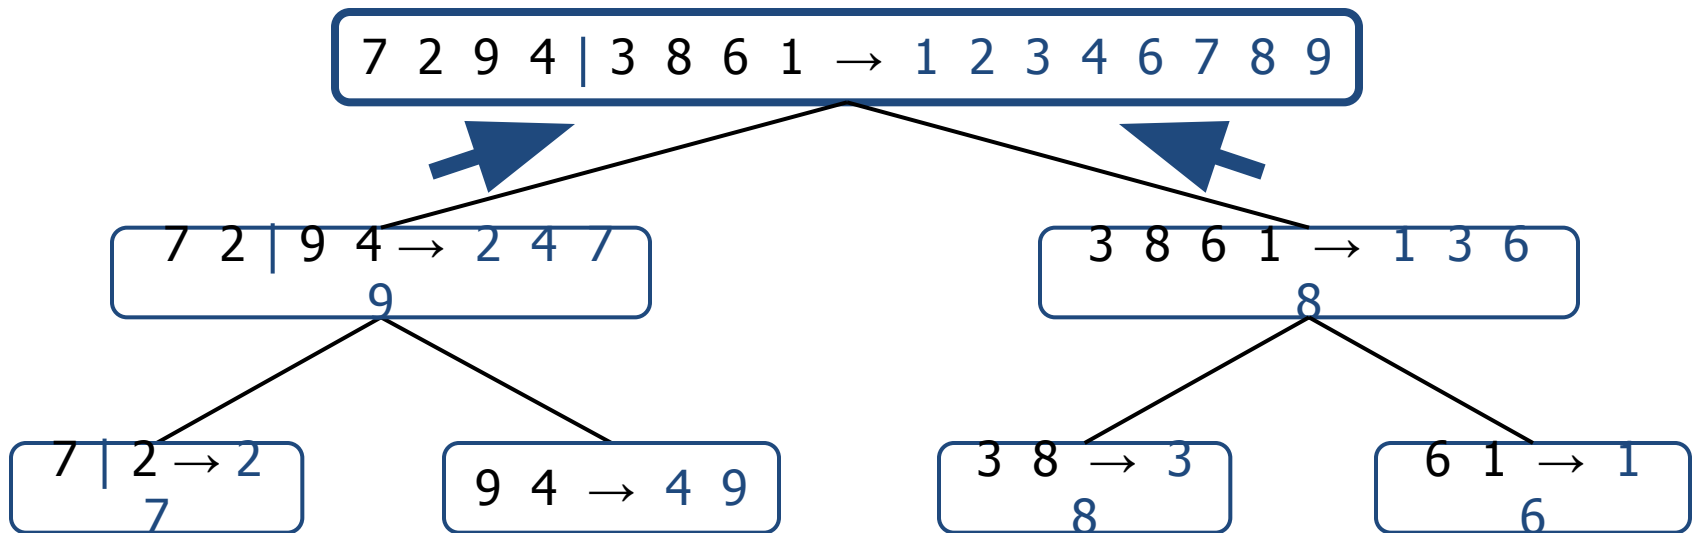 7 2 9 4 | 3 8 6 1 → 1 2 3 4 6 7 8 9
7 2 | 9 4 → 2 4 7
9
3 8 6 1 → 1 3 6
8
7 | 2 → 2
7
9 4 → 4 9
3 8 → 3
8
6 1 → 1
6